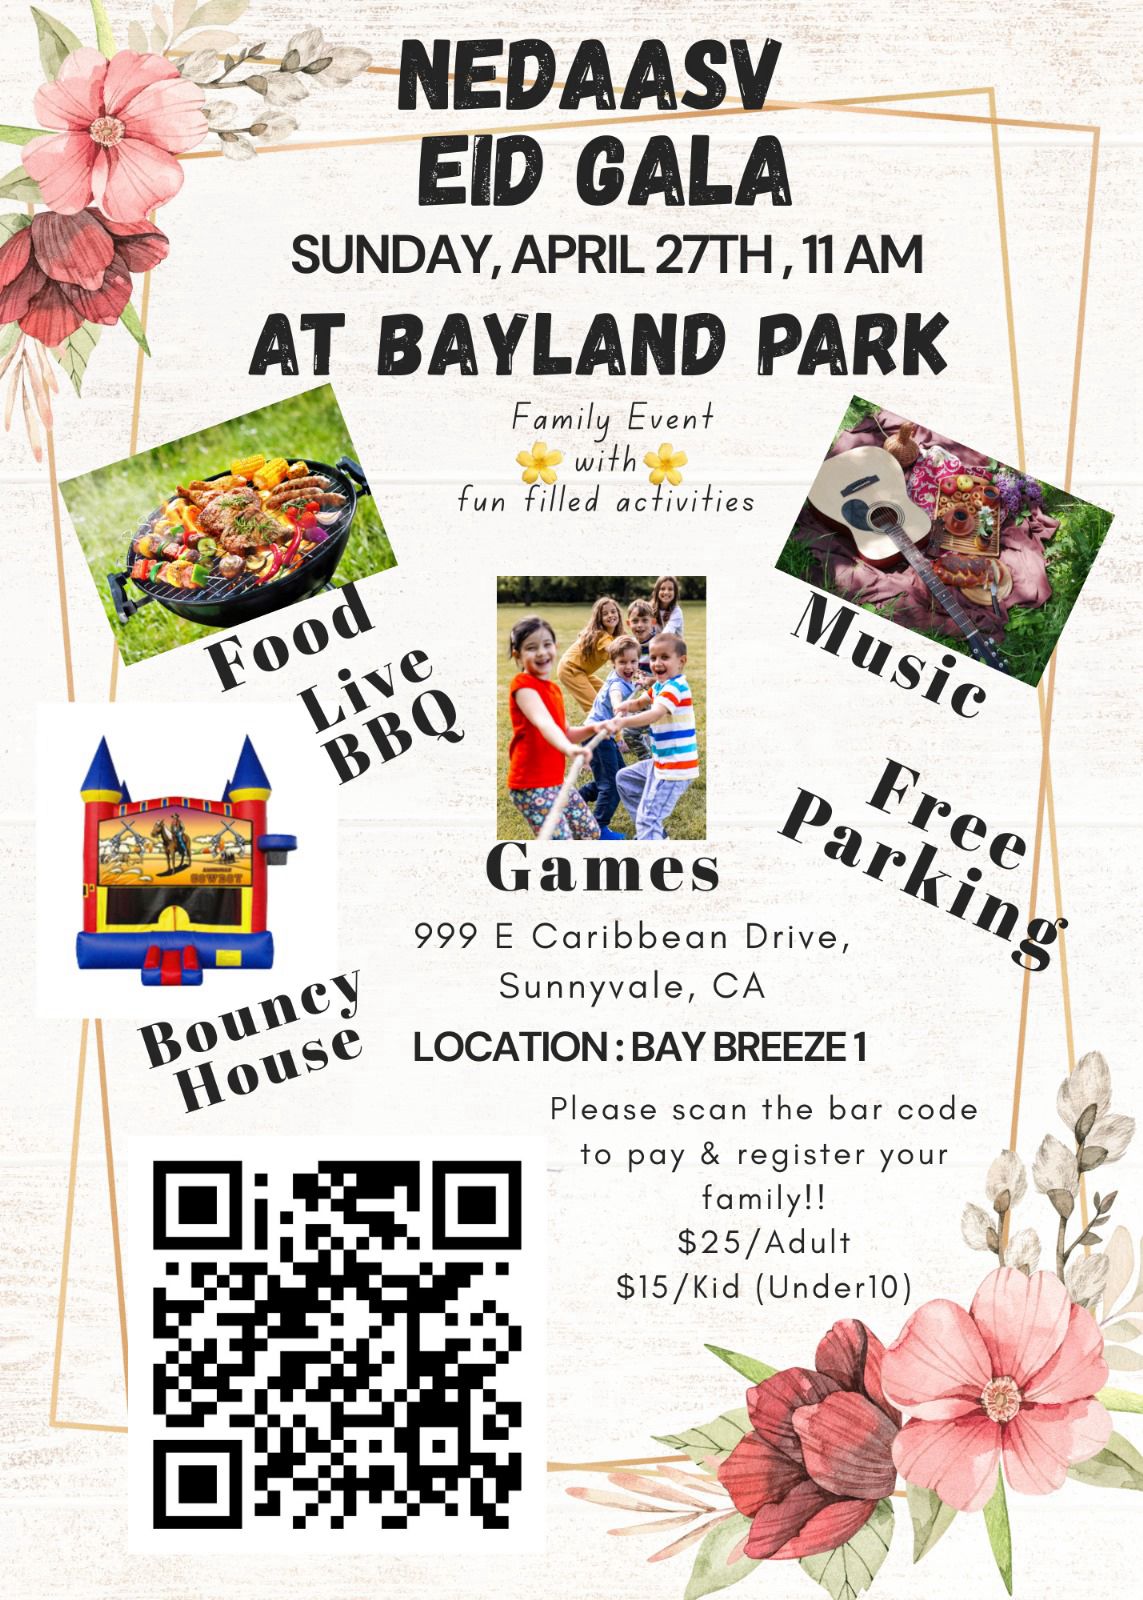 NEDAASV
EID GALA
SUNDAY, APRIL 27TH , 11 AM
AT BAYLAND PARK
Family Event
with
fun filled activities
Food
Live
BBQ
Music
Free
Parking
AMERICAN
COWBOY
Games
Bouncy
House
999 E Caribbean Drive,
Sunnyvale, CA
LOCATION : BAY BREEZE 1
Please scan the bar code
to pay & register your
family!!
$25/Adult
$15/Kid (Under10)